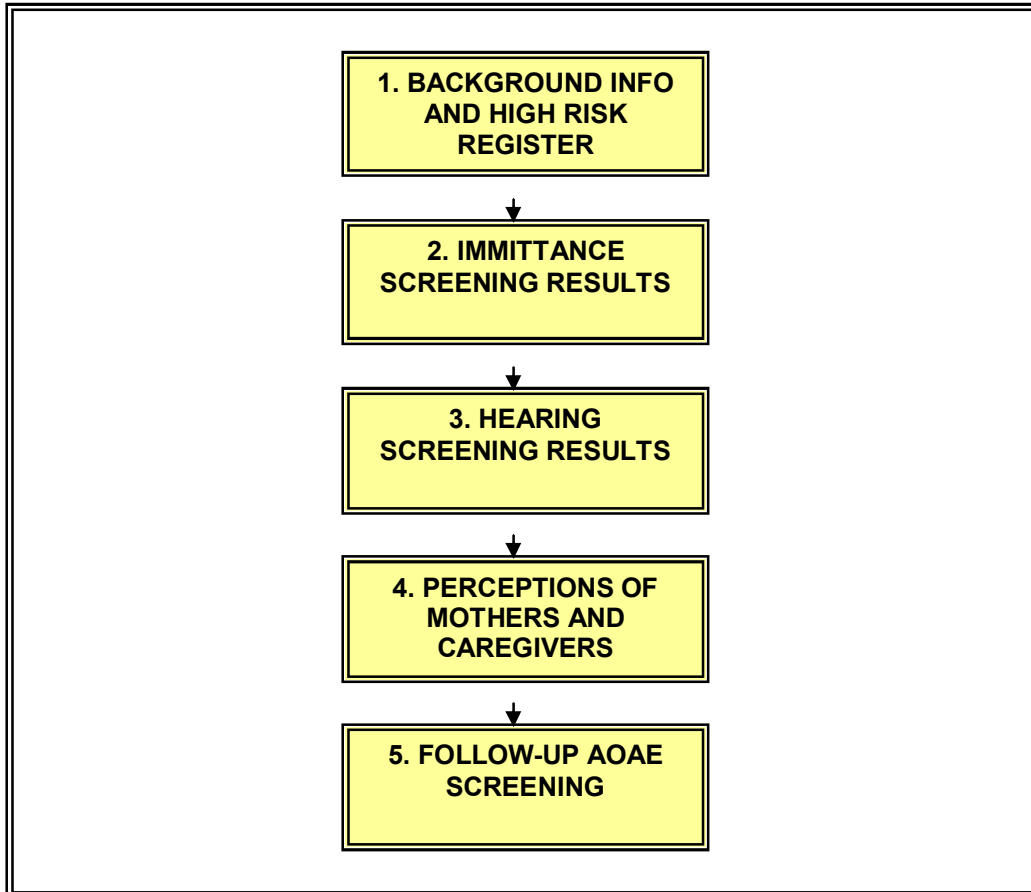 1. BACKGROUND INFO
AND HIGH RISK
REGISTER
2. IMMITTANCE
SCREENING RESULTS
3. HEARING
SCREENING RESULTS
4. PERCEPTIONS OF
MOTHERS AND
CAREGIVERS
5. FOLLOW-UP AOAE
SCREENING